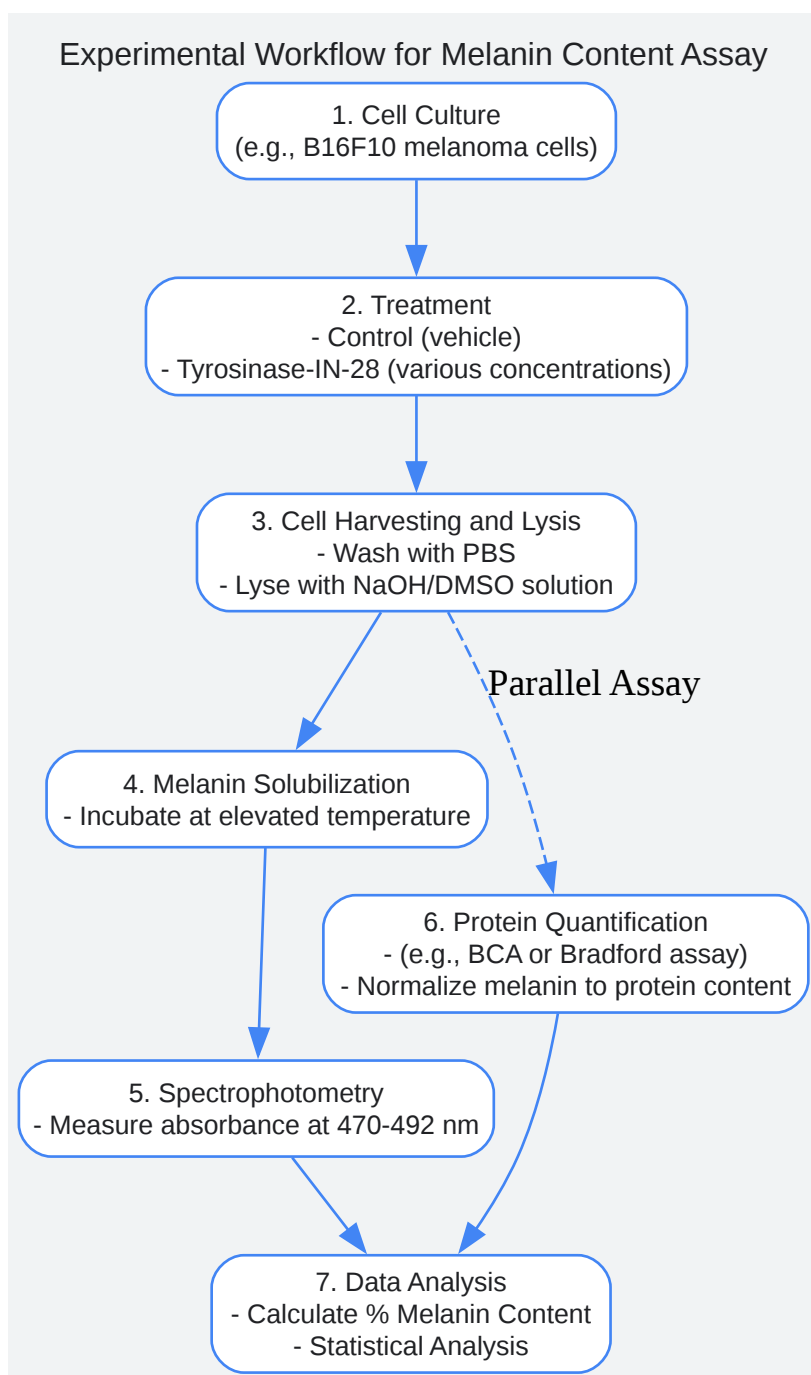 Experimental Workflow for Melanin Content Assay
1. Cell Culture
(e.g., B16F10 melanoma cells)
2. Treatment
- Control (vehicle)
- Tyrosinase-IN-28 (various concentrations)
3. Cell Harvesting and Lysis
- Wash with PBS
- Lyse with NaOH/DMSO solution
Parallel Assay
4. Melanin Solubilization
- Incubate at elevated temperature
6. Protein Quantification
- (e.g., BCA or Bradford assay)
- Normalize melanin to protein content
5. Spectrophotometry
- Measure absorbance at 470-492 nm
7. Data Analysis
- Calculate % Melanin Content
- Statistical Analysis